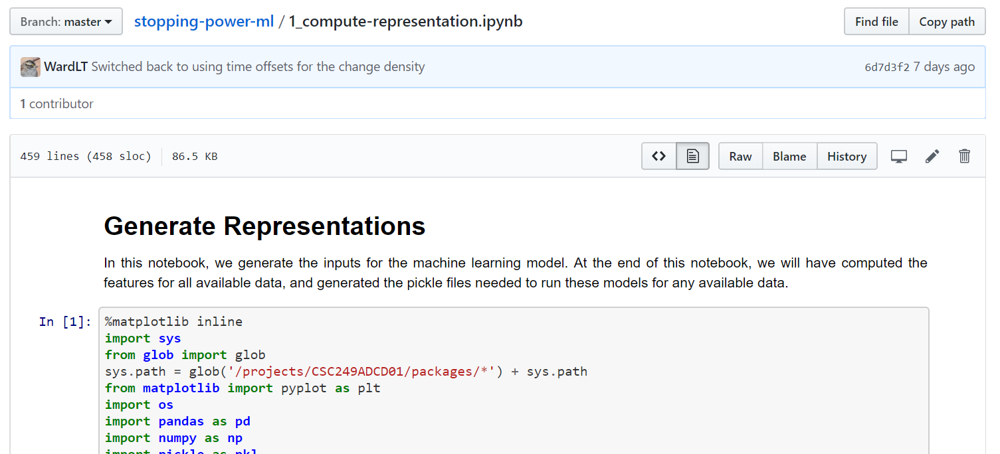 Branch: master
stopping-power-ml / 1_compute-representation.ipynb
Find file
Copy path
WardLT Switched back to using time offsets for the change density
6d7d3f2 7 days ago
1 contributor
459 lines (458 sloc)
86.5 KB
<>
Raw
Blame
History
Generate Representations
In this notebook, we generate the inputs for the machine learning model. At the end of this notebook, we will have computed the
features for all available data, and generated the pickle files needed to run these models for any available data.
In [1]:
%matplotlib inline
import sys
from glob import glob
sys.path = glob('/projects/CSC249ADCD01/packages/*') + sys.path
from matplotlib import pyplot as plt
import os
import pandas as pd
import numpy as np
import pickle as pkl